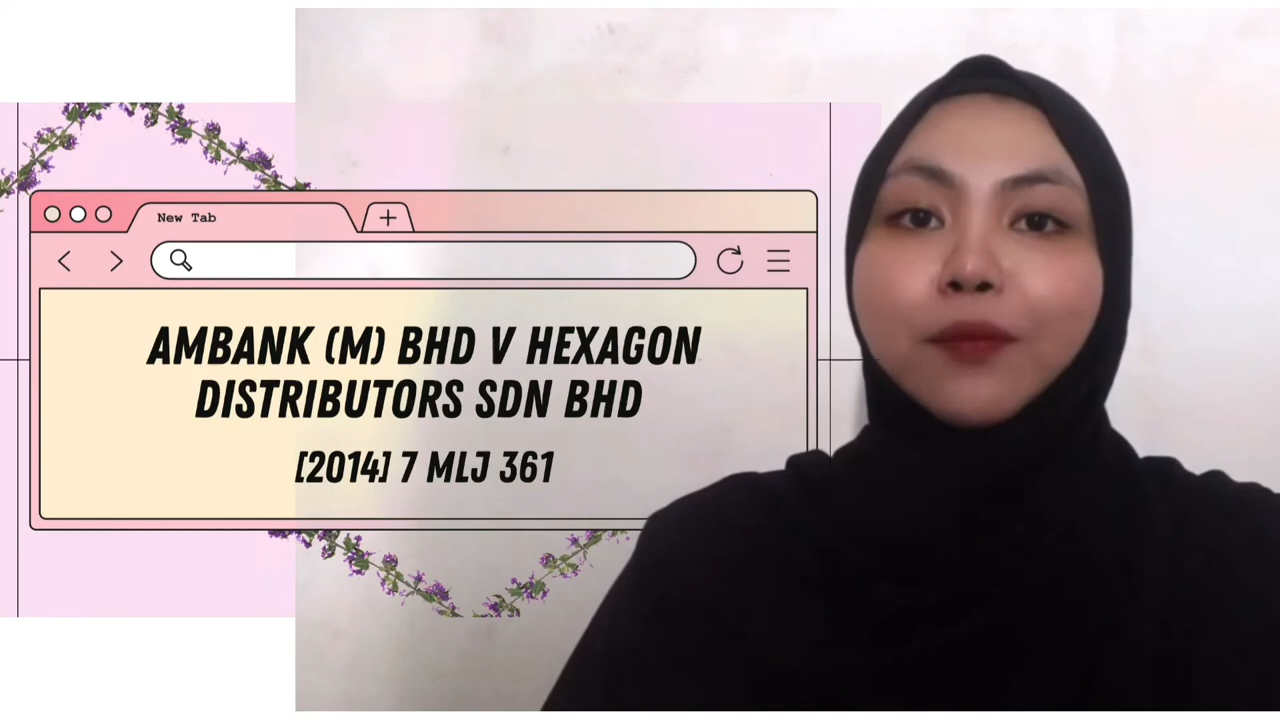 New Tab
AMBANK (M) BHD V HEXAGON
DISTRIBUTORS SDN BHD
[2014] 7 MLJ 361